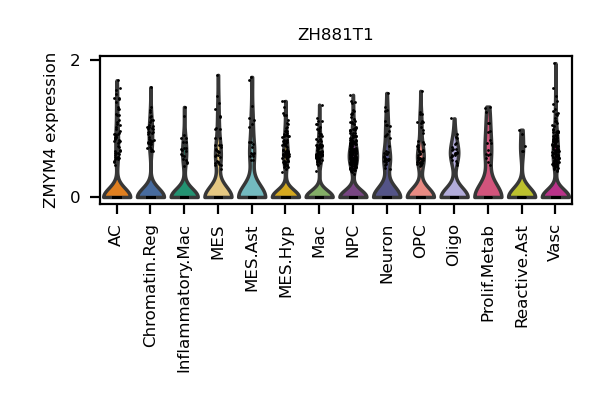 ZH881T1
ZMYM4 expression
2
0
AC
Chromatin.Reg
Inflammatory.Mac
MES
MES.Ast
MES.Hyp
Mac
NPC
Neuron
OPC
Oligo
Prolif.Metab
Reactive.Ast
Vasc